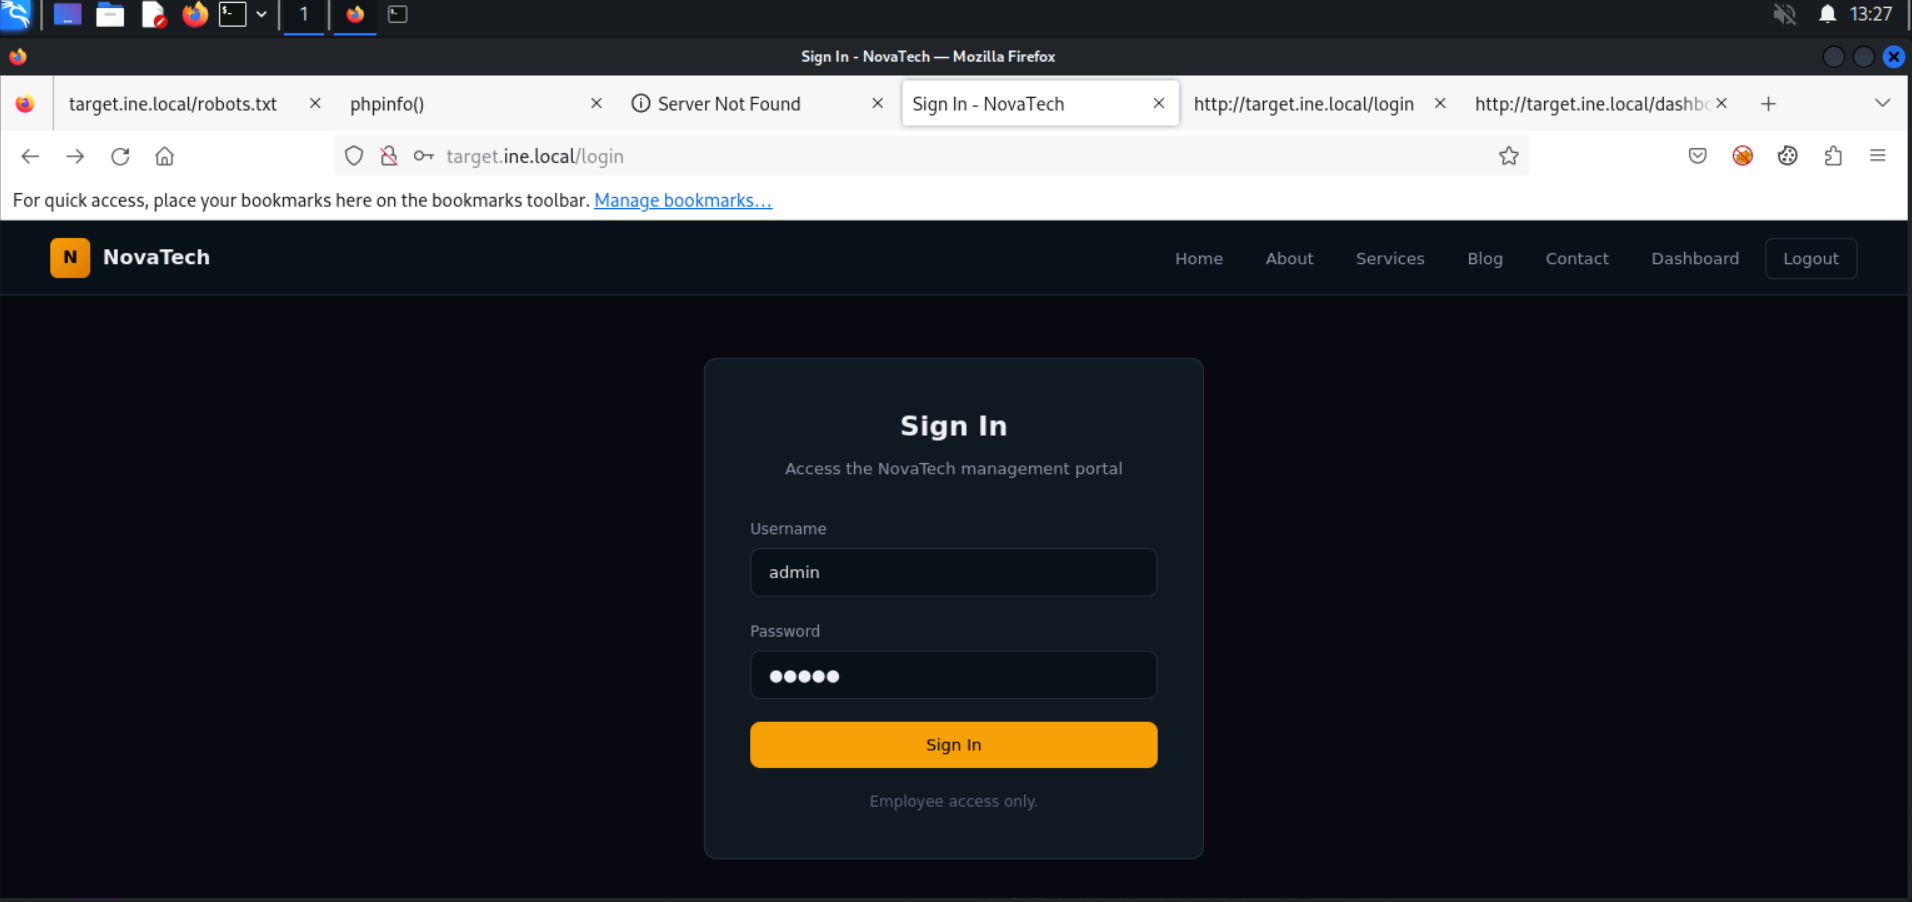 1
13:27
Sign In - NovaTech — Mozilla Firefox
target.ine.local/robots.txt
phpinfo()
Server Not Found
Sign In - NovaTech
http://target.ine.local/login
http://target.ine.local/dashbo
target.ine.local/login
For quick access, place your bookmarks here on the bookmarks toolbar. Manage bookmarks...
N NovaTech
Home About Services Blog Contact Dashboard Logout
Sign In
Access the NovaTech management portal
Username
admin
Password
●●●●●
Sign In
Employee access only.